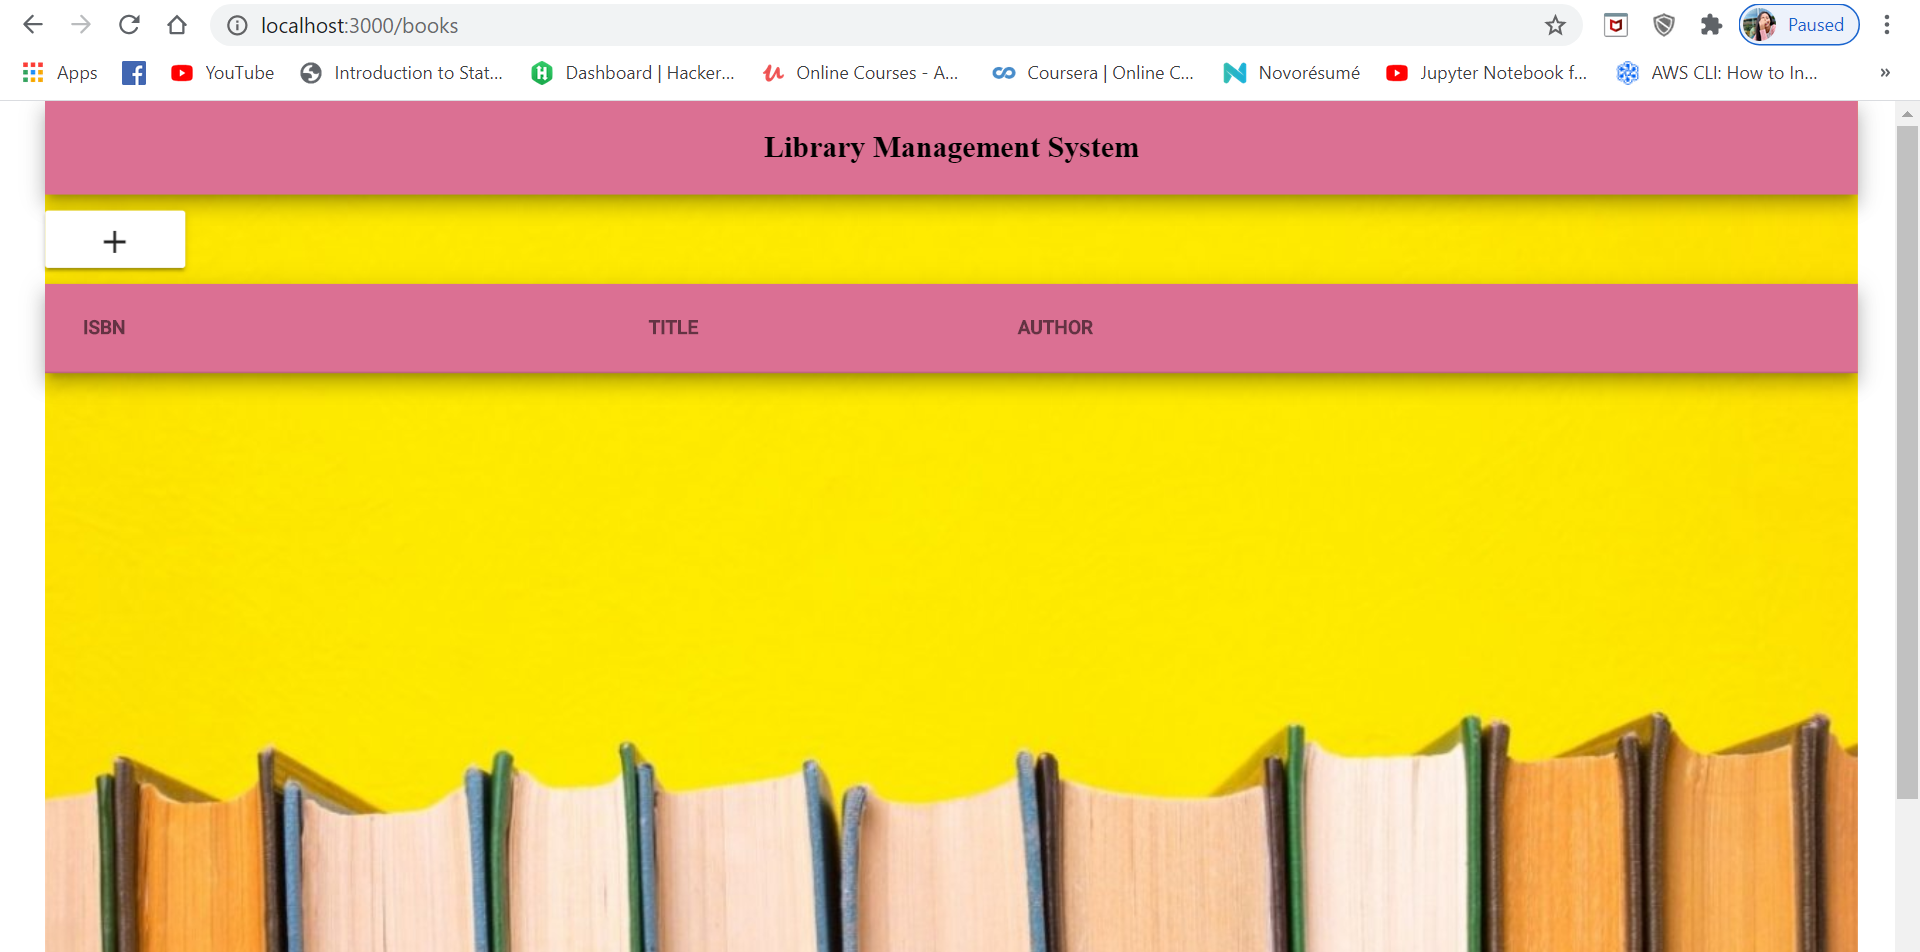 localhost:3000/books
Paused
Apps YouTube Introduction to Stat... Dashboard | Hacker... Online Courses - A... Coursera | Online C... Novorésumé Jupyter Notebook f... AWS CLI: How to In... »
Library Management System
+
ISBN TITLE AUTHOR